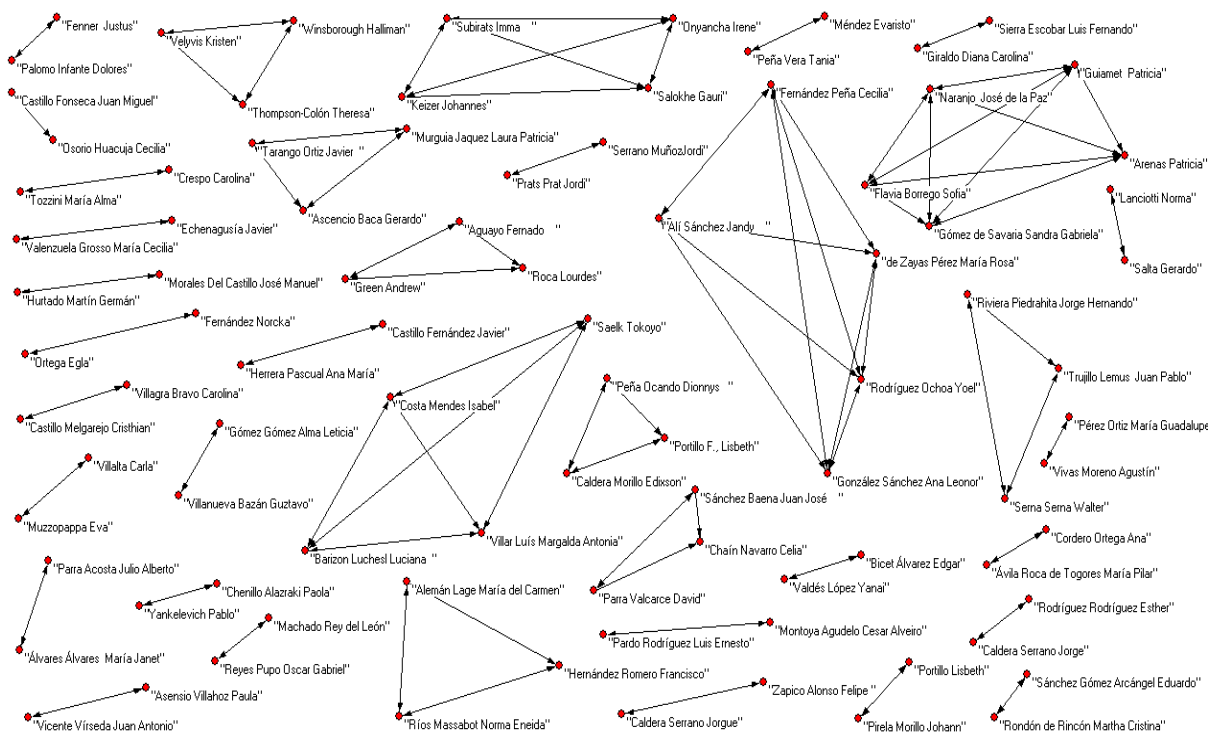 "Fenner Justus"
"Palomo Infante Dolores"
"Velyvis Kristen "
"Winsborough Halliman"
"Thompson-Colón Theresa"
"Subirats Imma "
"Onyancha Irene"
"Keizer Johannes"
"Salokhe Gauri"
"Méndez Evaristo"
"Peña Vera Tania"
"Sierra Escobar Luis Fernando"
"Giraldo Diana Carolina"
"Guiamet Patricia"
"Naranjo José de la Paz"
"Arenas Patricia"
"Flavia Borrego Sofia"
"Gómez de Savaria Sandra Gabriela"
"Castillo Fonseca Juan Miguel"
"Osorio Huacuja Cecilia"
"Fernández Peña Cecilia"
"Alí Sánchez Jandy "
"de Zayas Pérez María Rosa"
"Rodríguez Ochoa Yoel"
"González Sánchez Ana Leonor"
"Murguia Jaquez Laura Patricia"
"Tarango Ortiz Javier "
"Ascencio Baca Gerardo"
"Serrano MuñozJordi"
"Prats Prat Jordi"
"Crespo Carolina"
"Tozzini María Alma"
"Lanciotti Norma"
"Salta Gerardo"
"Echenagusía Javier"
"Valenzuela Grosso María Cecilia"
"Aguayo Fernado "
"Roca Lourdes"
"Green Andrew"
"Morales Del Castillo José Manuel"
"Hurtado Martín Germán"
"Riviera Piedrahita Jorge Hernando"
"Trujillo Lemus Juan Pablo"
"Serna Serna Walter"
"Fernández Norcka"
"Ortega Egla"
"Castillo Fernández Javier"
"Herrera Pascual Ana María"
"Saelk Tokoyo"
"Costa Mendes Isabel"
"Villar Luís Margalda Antonia"
"Barizon Luchesl Luciana "
"Villagra Bravo Carolina"
"Castillo Melgarejo Cristhian"
"Peña Ocando Dionnys "
"Portillo F., Lisbeth"
"Caldera Morillo Edixson"
"Gómez Gómez Alma Leticia"
"Villanueva Bazán Guztavo"
"Pérez Ortiz María Guadalupe
"Vivas Moreno Agustín"
"Villalta Carla"
"Muzzopappa Eva"
"Sánchez Baena Juan José "
"Chaín Navarro Celia"
"Parra Valcarce David"
"Cordero Ortega Ana"
"Ávila Roca de Togores María Pilar"
"Parra Acosta Julio Alberto"
"Álvares Álvares María Janet"
"Bicet Álvarez Edgar"
"Valdés López Yanai"
"Chenillo Alazraki Paola"
"Yankelevich Pablo"
"Alemán Lage María del Carmen"
"Hernández Romero Francisco"
"Ríos Massabot Norma Eneida"
"Rodríguez Rodríguez Esther"
"Caldera Serrano Jorge"
"Machado Rey del León"
"Reyes Pupo Oscar Gabriel"
"Montoya Agudelo Cesar Alveiro"
"Pardo Rodríguez Luis Ernesto"
"Asensio Villahoz Paula"
"Vicente Vírseda Juan Antonio"
"Zapico Alonso Felipe "
"Caldera Serrano Jorgue"
"Portillo Lisbeth"
"Pirela Morillo Johann"
"Sánchez Gómez Arcángel Eduardo"
"Rondón de Rincón Martha Cristina"